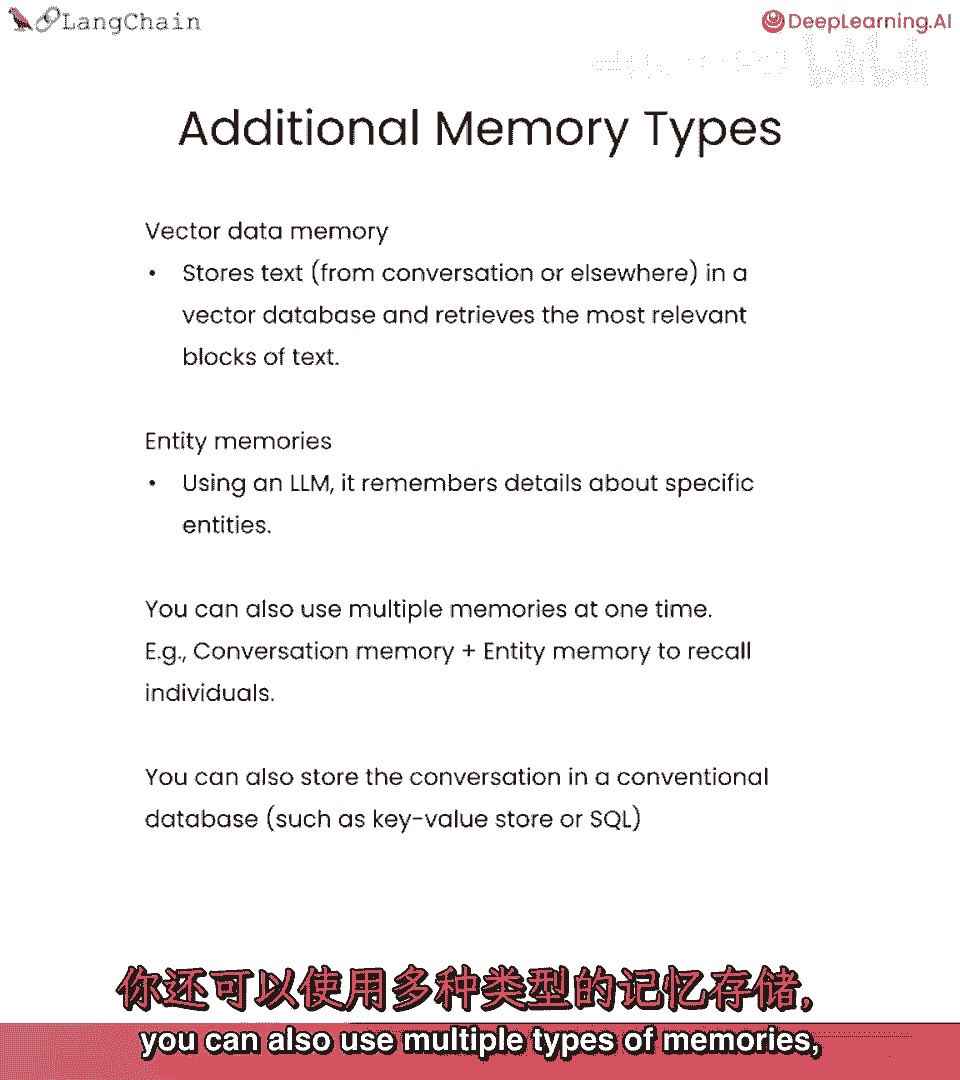 LangChain
DeepLearning.AI
Additional Memory Types
Vector data memory
• Stores text (from conversation or elsewhere) in a
vector database and retrieves the most relevant
blocks of text.
Entity memories
• Using an LLM, it remembers details about specific
entities.
You can also use multiple memories at one time.
E.g., Conversation memory + Entity memory to recall
individuals.
You can also store the conversation in a conventional
database (such as key-value store or SQL)
你还可以使用多种类型的记忆存储,
you can also use multiple types of memories,